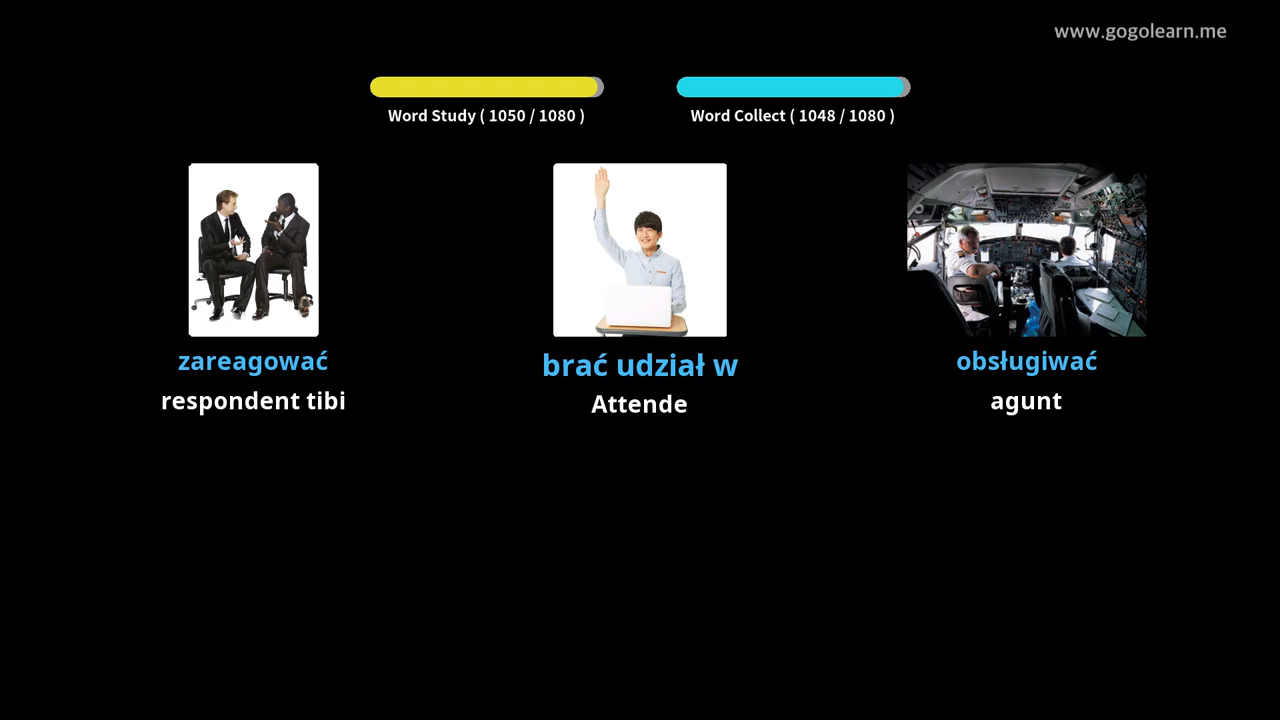 www.gogolearn.me
Word Study ( 1050 / 1080 )
Word Collect ( 1048 / 1080 )
zareagować
respondent tibi
brać udział w
Attende
obsługiwać
agunt